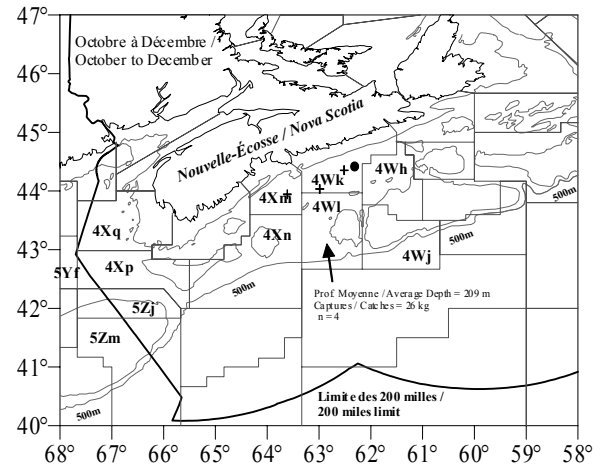 47°
46°
45°
44°
43°
42°
41°
40°
Octobre à Décembre /
October to December
Nouvelle-Écosse / Nova Scotia
4Wk
4Wh
4Xm
4Wl
4Xq
4Xn
4Wj
4Xp
5Yf
5Zj
5Zm
500m
500m
500m
500m
Prof. Moyenne / Average Depth = 209 m
Captures / Catches = 26 kg
n = 4
Limite des 200 milles /
200 miles limit
68° 67° 66° 65° 64° 63° 62° 61° 60° 59° 58°